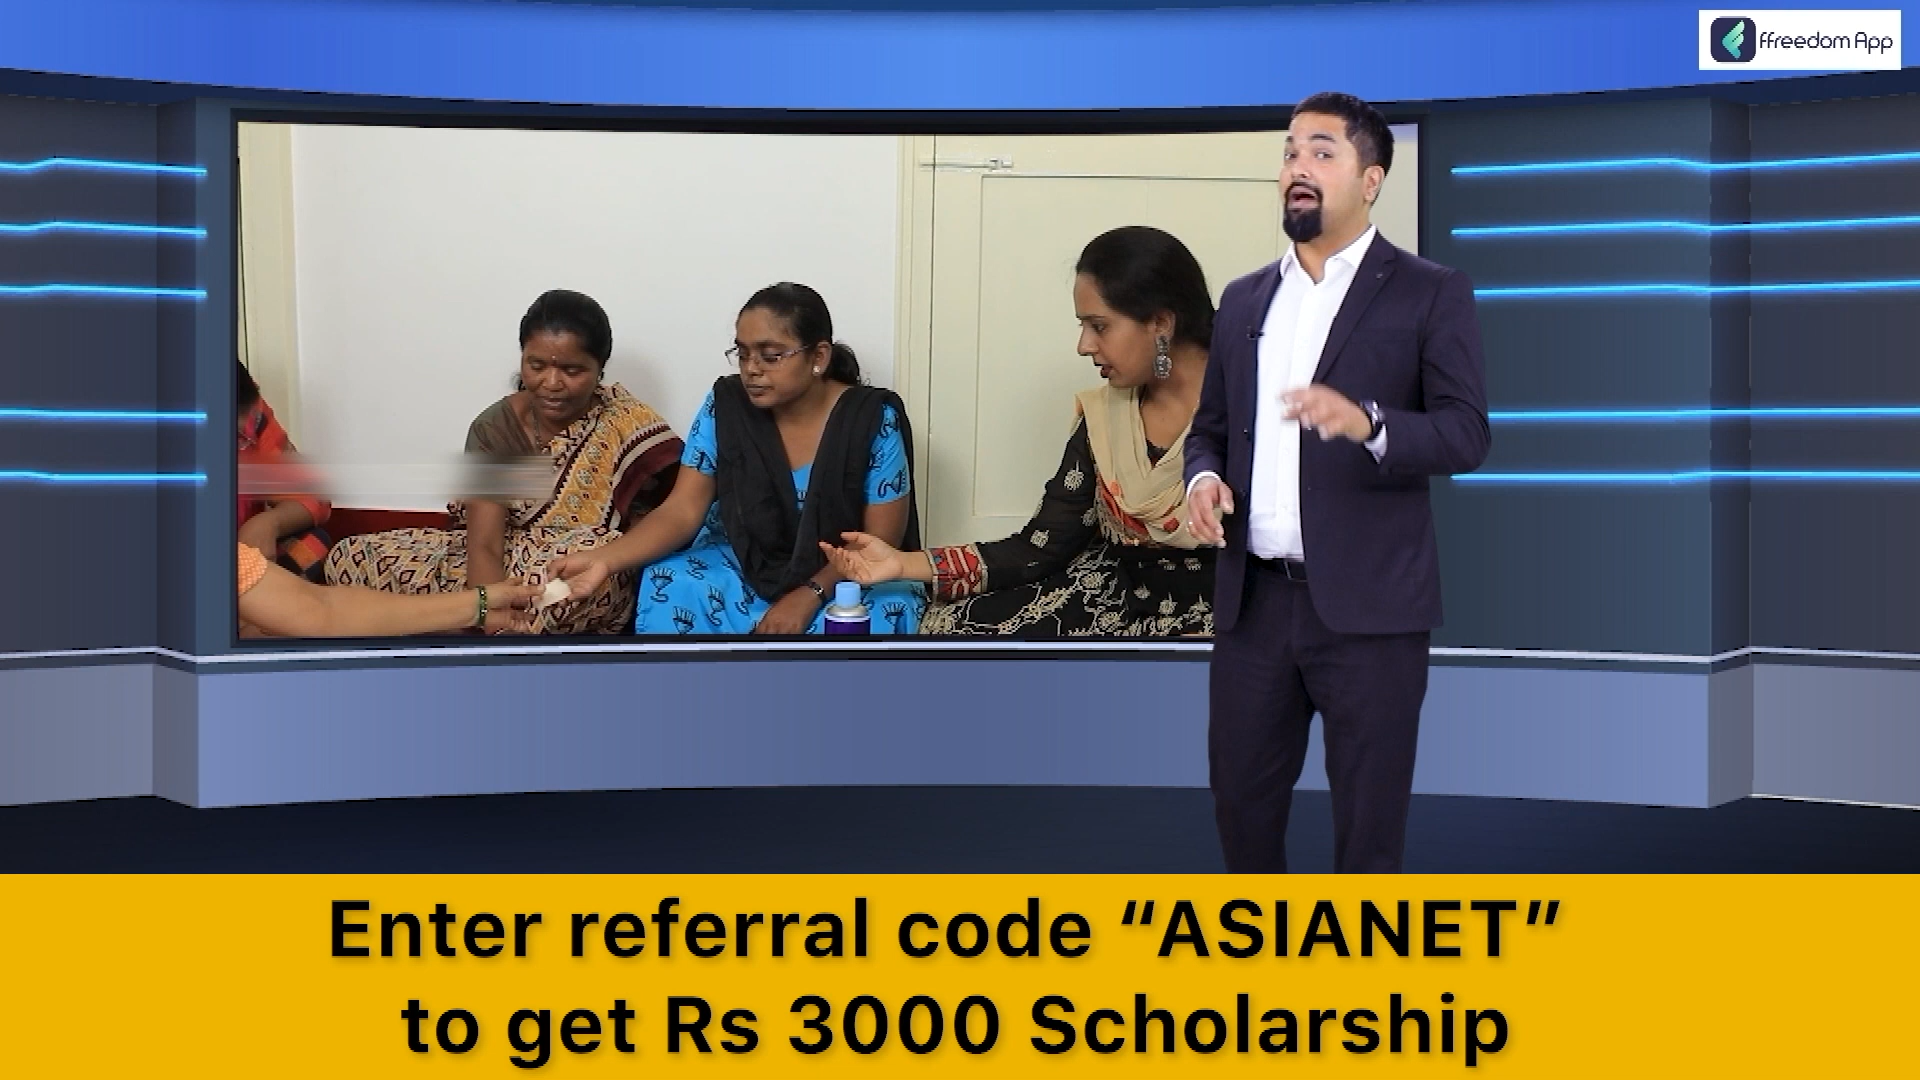 ffreedom App
Enter referral code “ASIANET”
to get Rs 3000 Scholarship